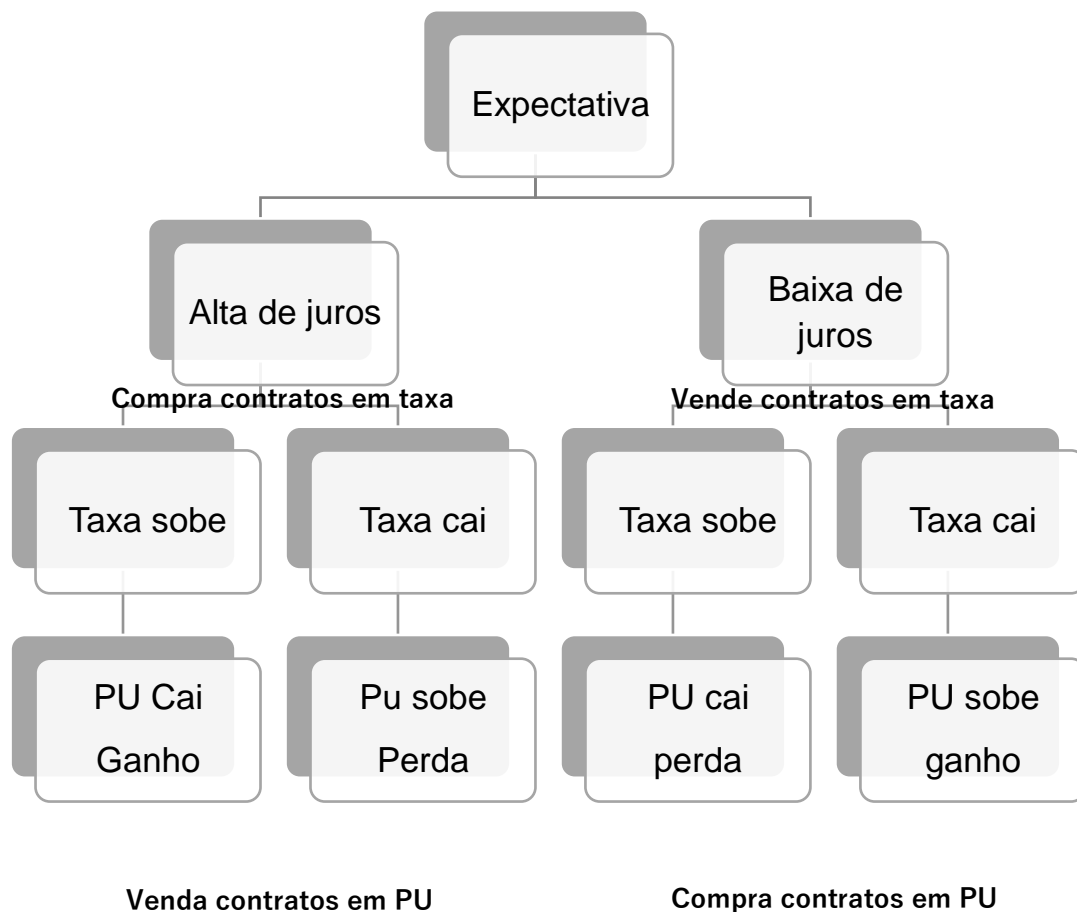 Expectativa
Alta de juros
Baixa de
juros
Compra contratos em taxa
Vende contratos em taxa
Taxa sobe
Taxa cai
Taxa sobe
Taxa cai
PU Cai
Ganho
Pu sobe
Perda
PU cai
perda
PU sobe
ganho
Venda contratos em PU
Compra contratos em PU